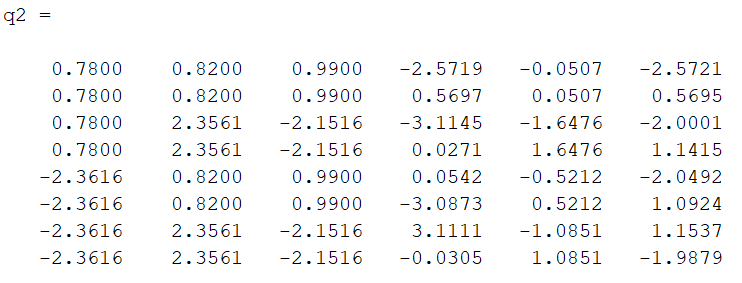 q2 =
0.7800 0.8200 0.9900 -2.5719 -0.0507 -2.5721
0.7800 0.8200 0.9900 0.5697 0.0507 0.5695
0.7800 2.3561 -2.1516 -3.1145 -1.6476 -2.0001
0.7800 2.3561 -2.1516 0.0271 1.6476 1.1415
-2.3616 0.8200 0.9900 0.0542 -0.5212 -2.0492
-2.3616 0.8200 0.9900 -3.0873 0.5212 1.0924
-2.3616 2.3561 -2.1516 3.1111 -1.0851 1.1537
-2.3616 2.3561 -2.1516 -0.0305 1.0851 -1.9879